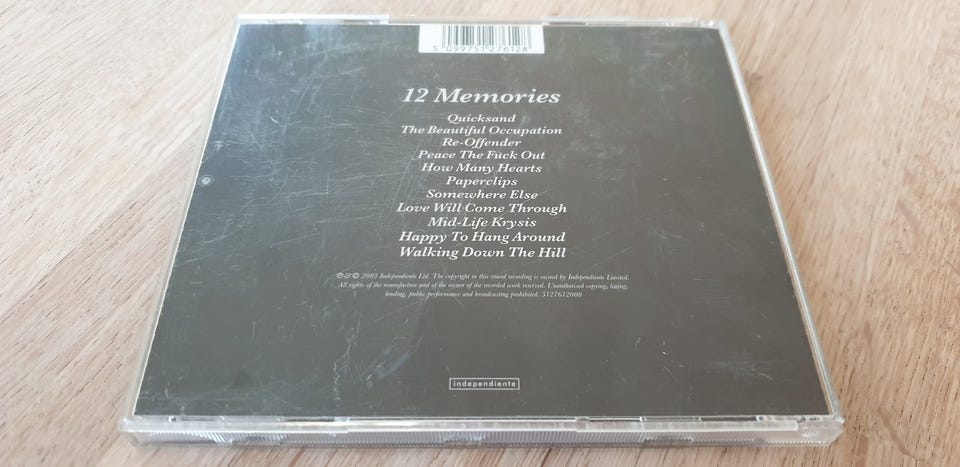 5 099751 276128
12 Memories
Quicksand
The Beautiful Occupation
Re-Offender
Peace The Fuck Out
How Many Hearts
Paperclips
Somewhere Else
Love Will Come Through
Mid-Life Krysis
Happy To Hang Around
Walking Down The Hill
℗ & © 2003 Independiente Ltd. The copyright in this sound recording is owned by Independiente Limited.
All rights of the manufacturer and of the owner of the recorded work reserved. Unauthorised copying, hiring,
lending, public performance and broadcasting prohibited. 5127612000
independiente